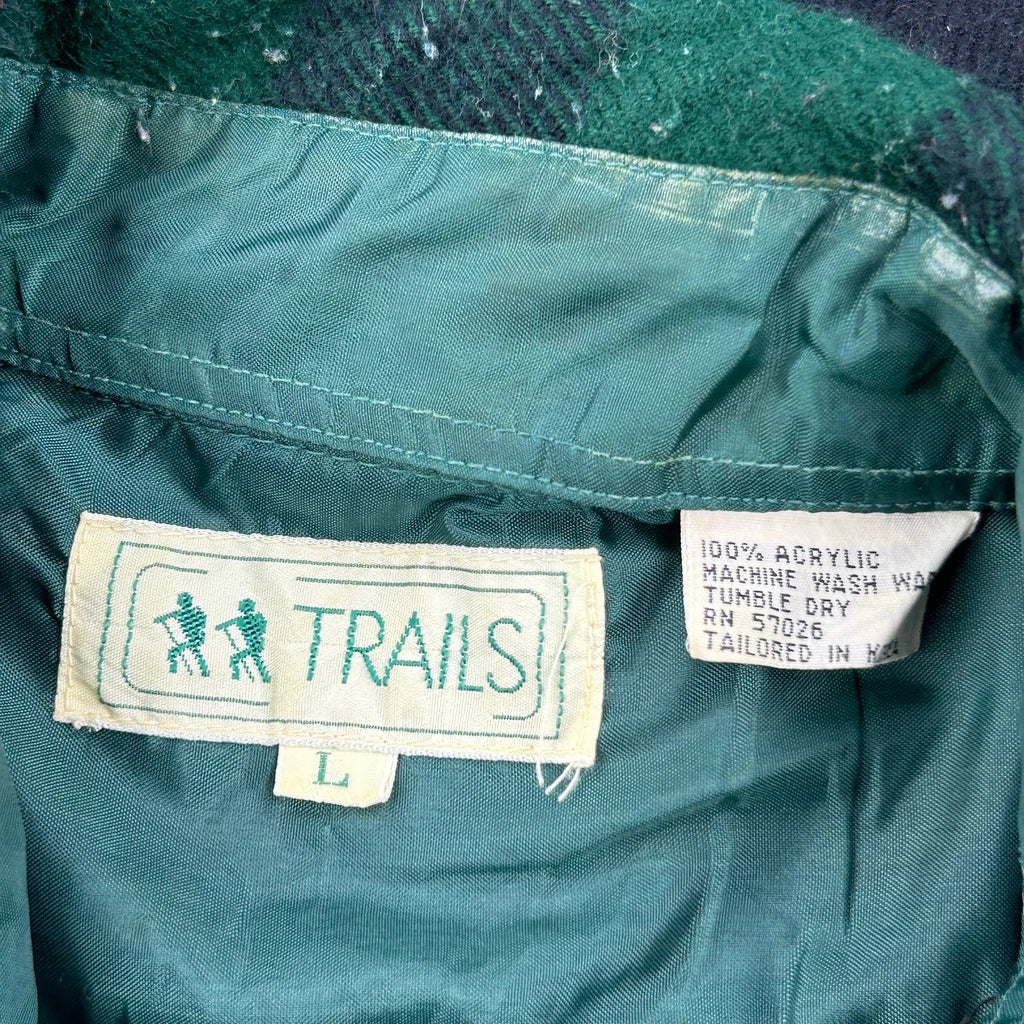 TRAILS
L
100% ACRYLIC
MACHINE WASH
TUMBLE DRY
RN 57026
TAILORED IN